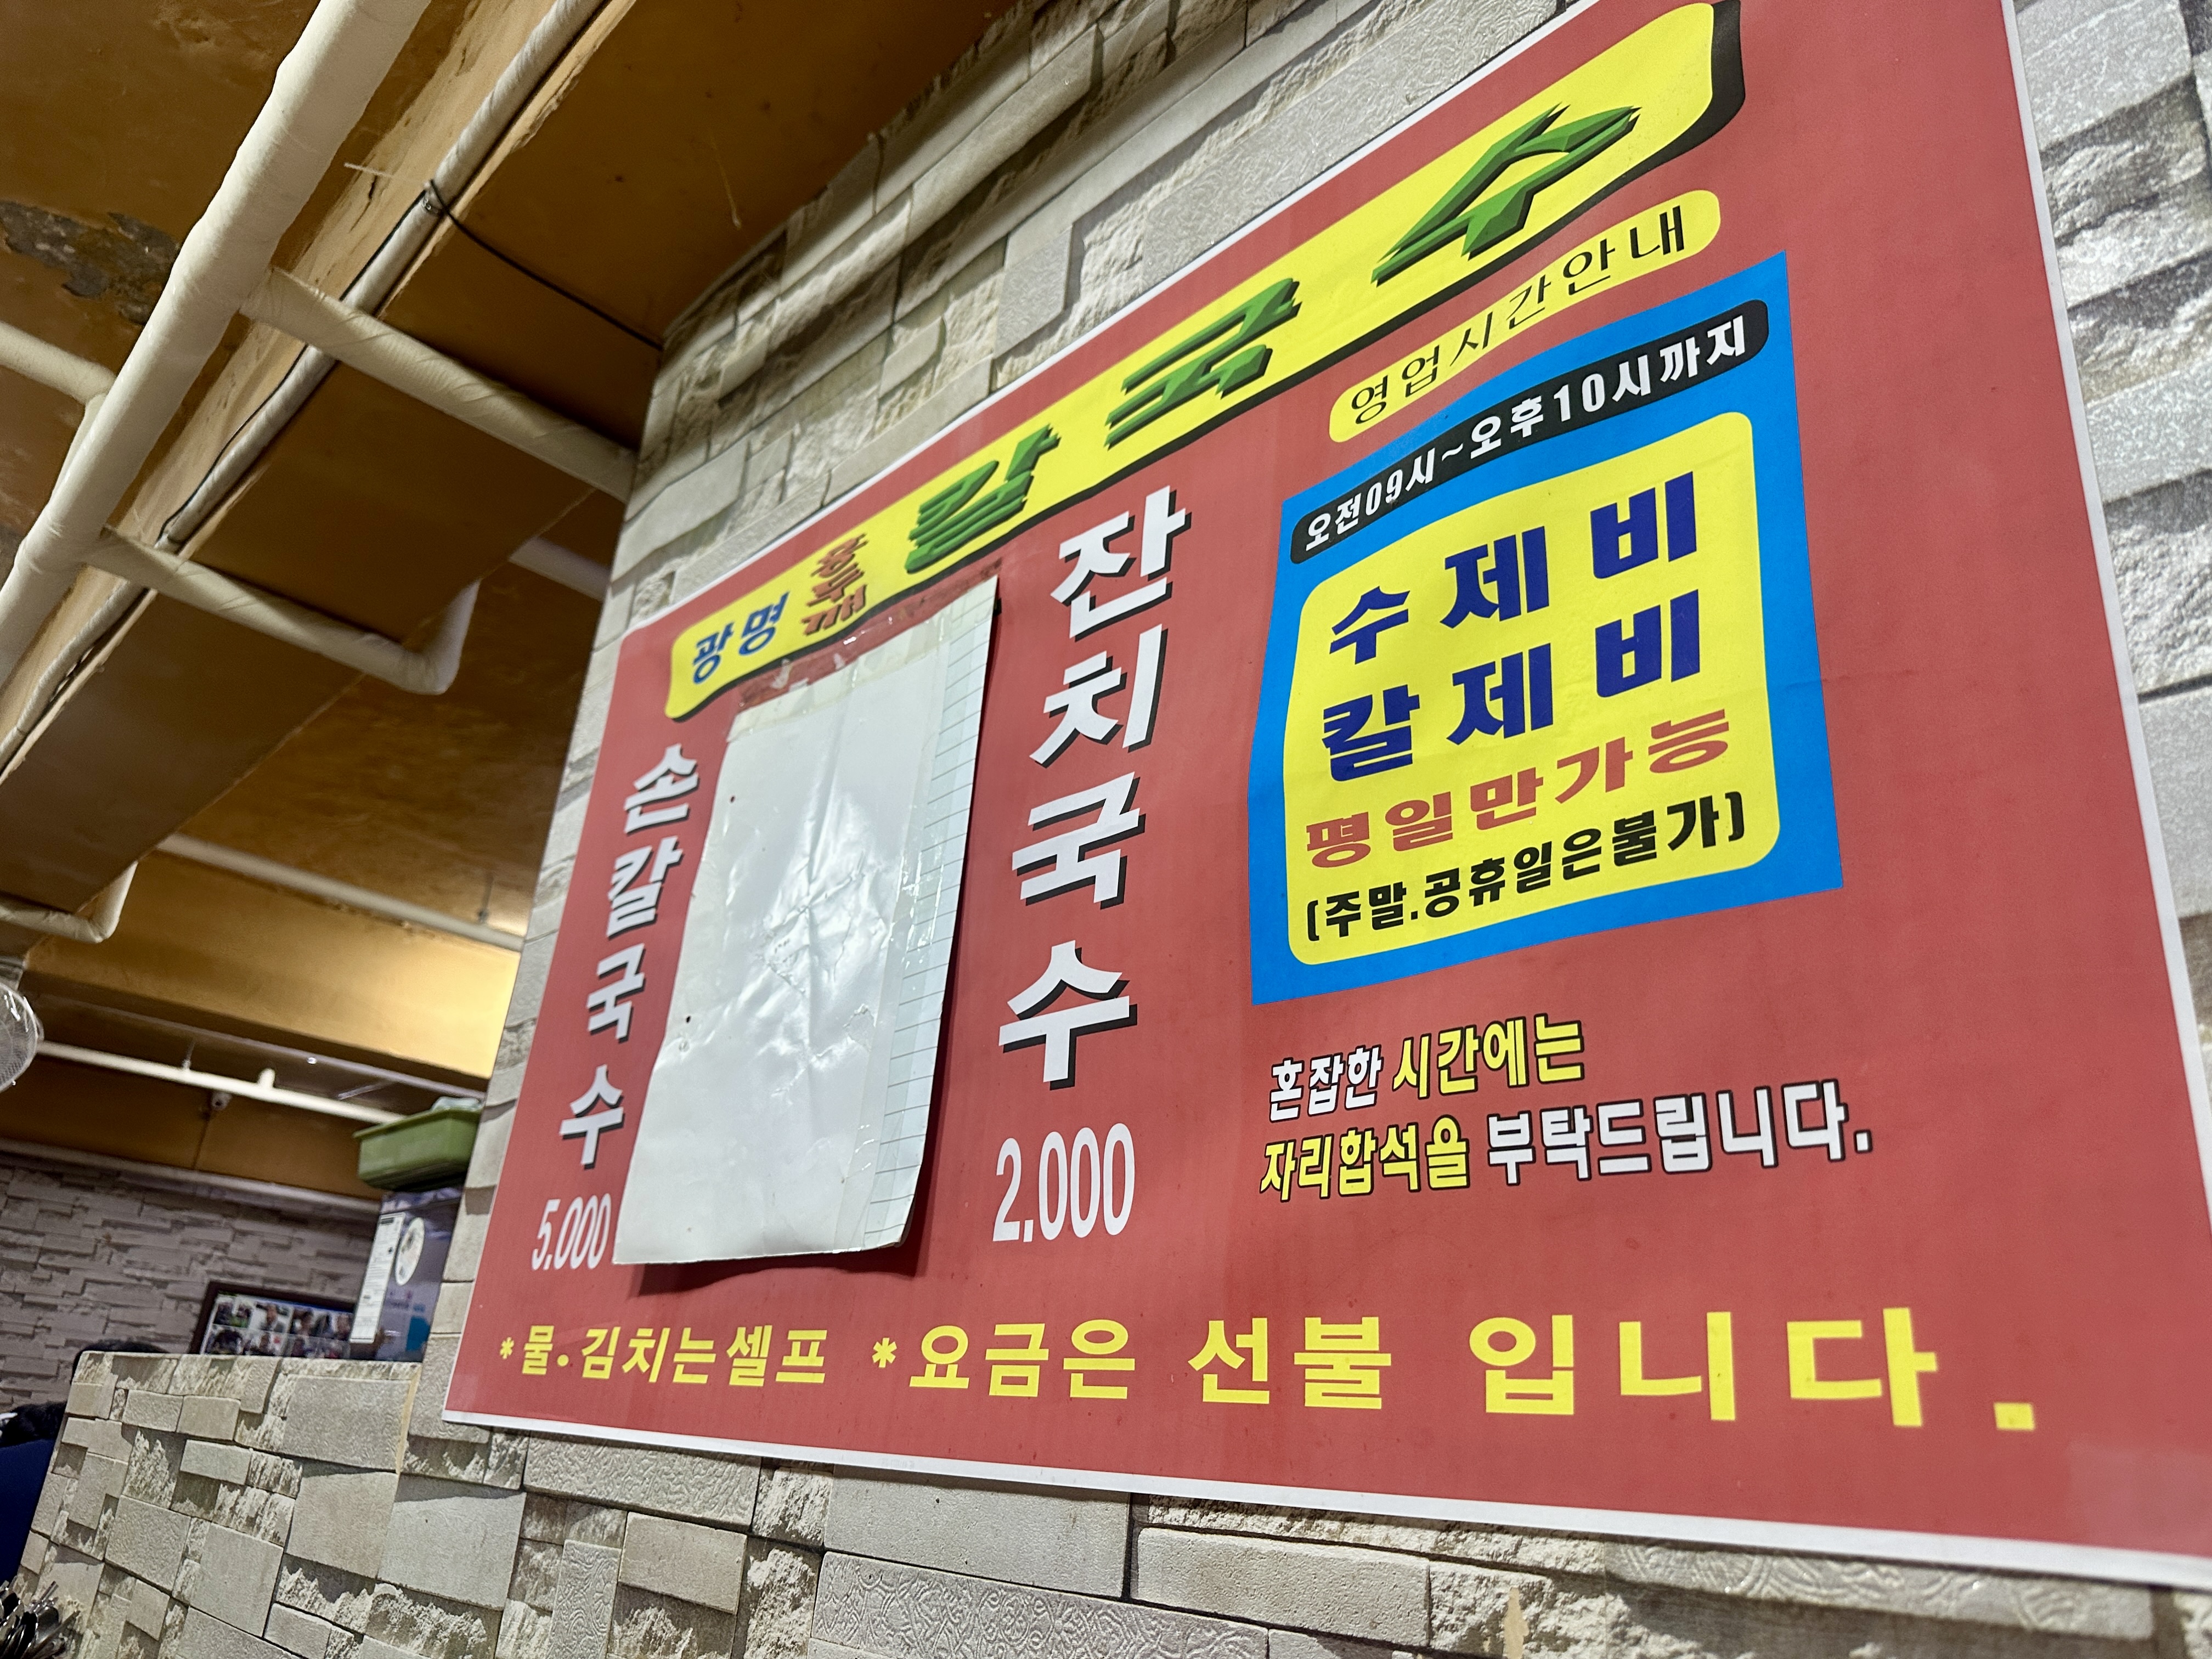 광명 홍두깨 칼국수
손칼국수
5,000
잔치국수
2,000
영업시간안내
오전09시~오후10시까지
수제비
칼제비
평일만가능
(주말.공휴일은불가)
혼잡한 시간에는
자리합석을 부탁드립니다.
*물.김치는셀프 *요금은 선불 입니다.